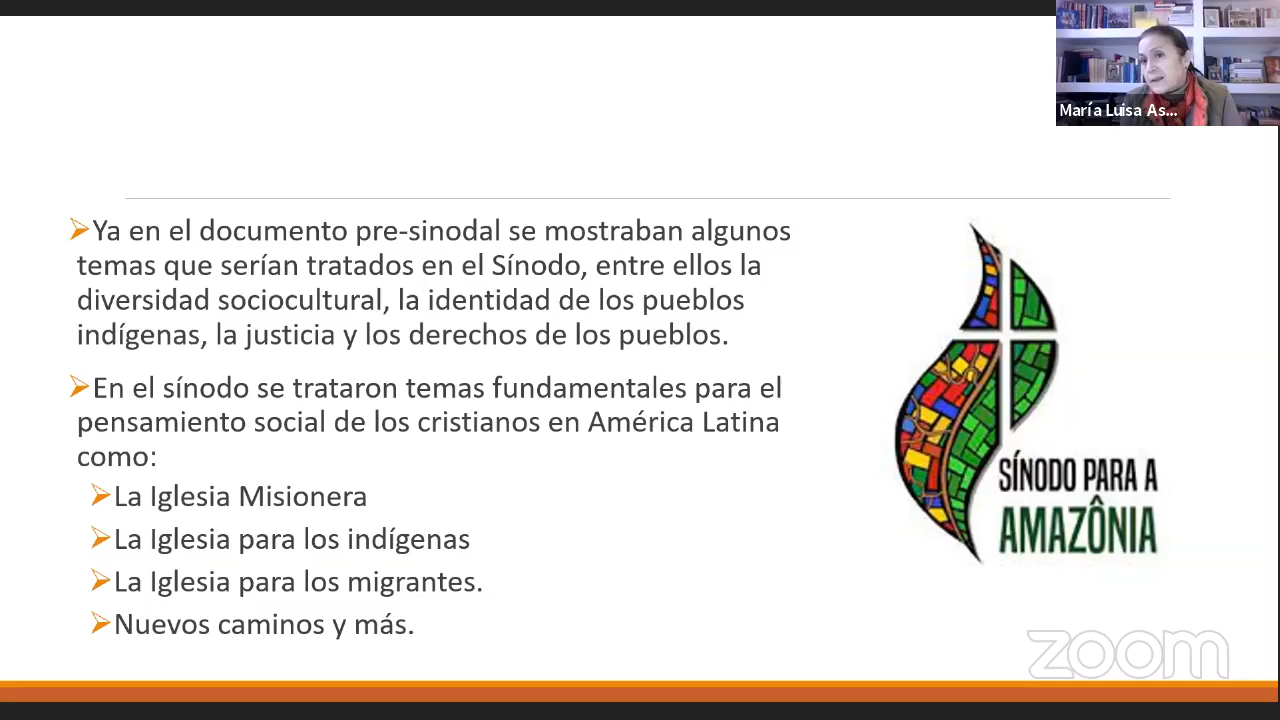 María Luisa As...
Ya en el documento pre-sinodal se mostraban algunos
temas que serían tratados en el Sínodo, entre ellos la
diversidad sociocultural, la identidad de los pueblos
indígenas, la justicia y los derechos de los pueblos.
En el sínodo se trataron temas fundamentales para el
pensamiento social de los cristianos en América Latina
como:
La Iglesia Misionera
La Iglesia para los indígenas
La Iglesia para los migrantes.
Nuevos caminos y más.
SÍNODO PARA A
AMAZÔNIA
zoom